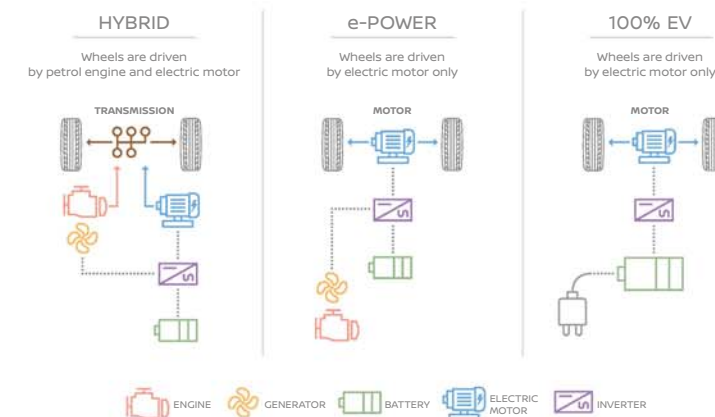 HYBRID
Wheels are driven
by petrol engine and electric motor
TRANSMISSION
e-POWER
Wheels are driven
by electric motor only
MOTOR
100% EV
Wheels are driven
by electric motor only
MOTOR
ENGINE
GENERATOR
BATTERY
ELECTRIC
MOTOR
INVERTER